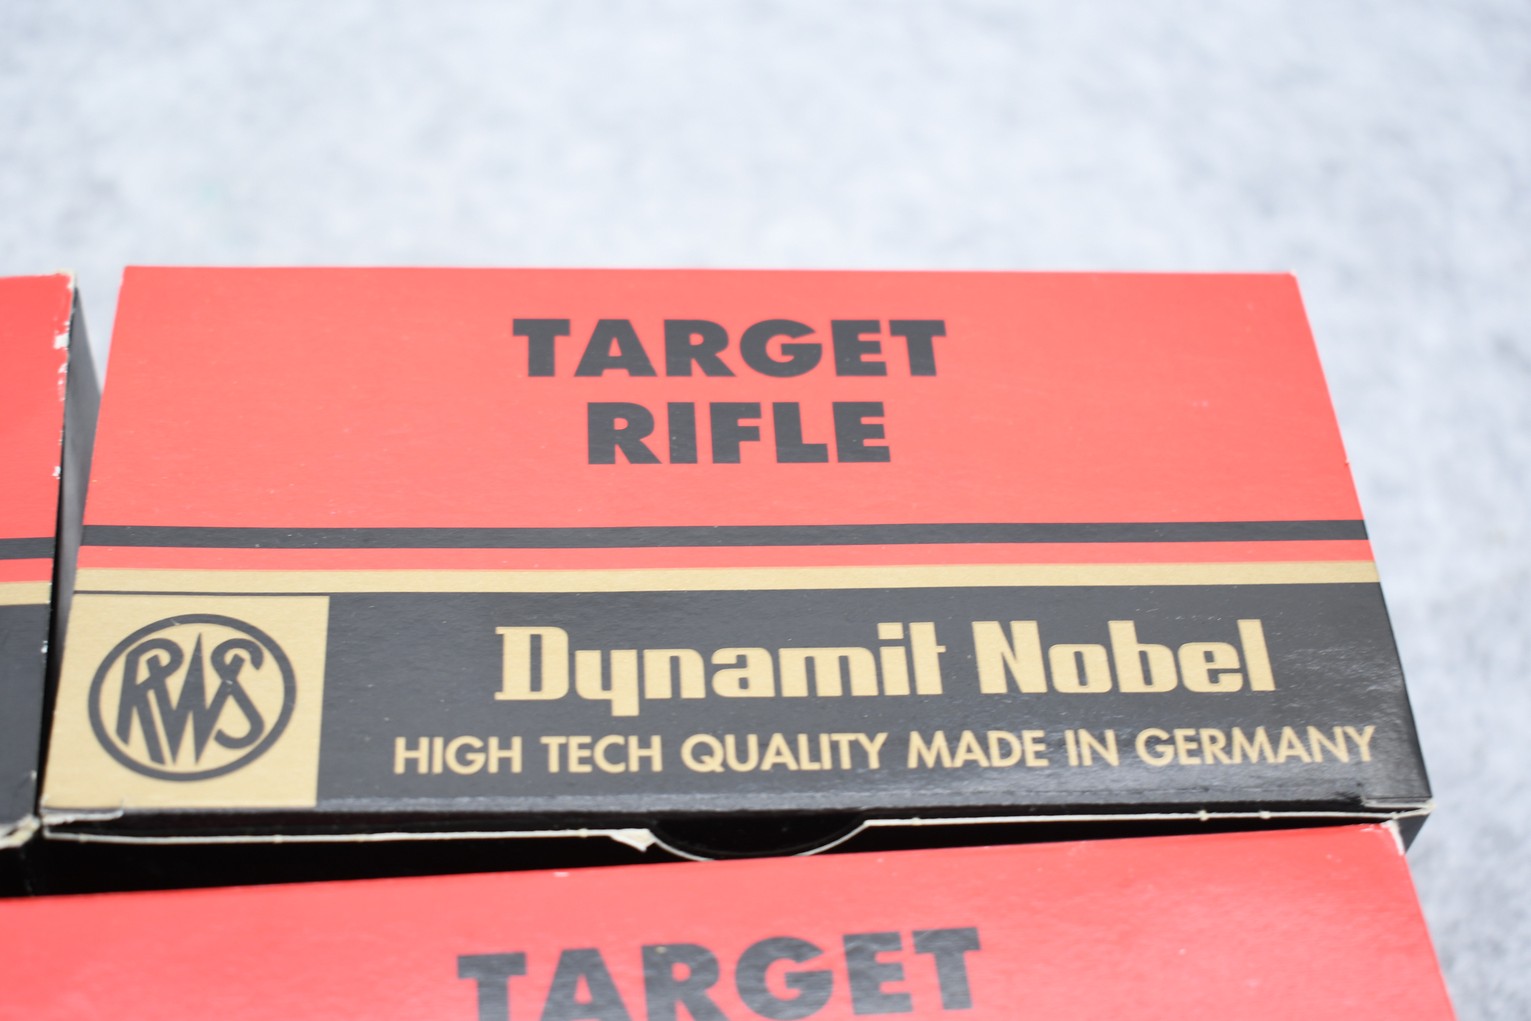 TARGET
RIFLE
RWS
Dynamit Nobel
HIGH TECH QUALITY MADE IN GERMANY
TARGET